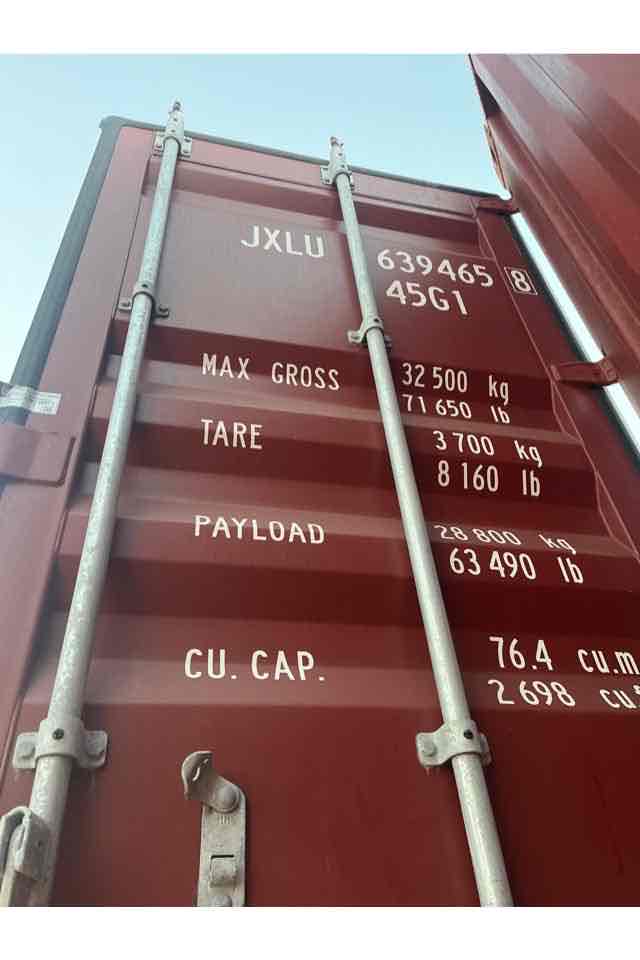 JXLU 639465 8
45G1
MAX GROSS 32 500 kg
71 650 lb
TARE 3 700 kg
8 160 lb
PAYLOAD 28 800 kg
63 490 lb
CU. CAP. 76.4 cu.m
2 698 cu.